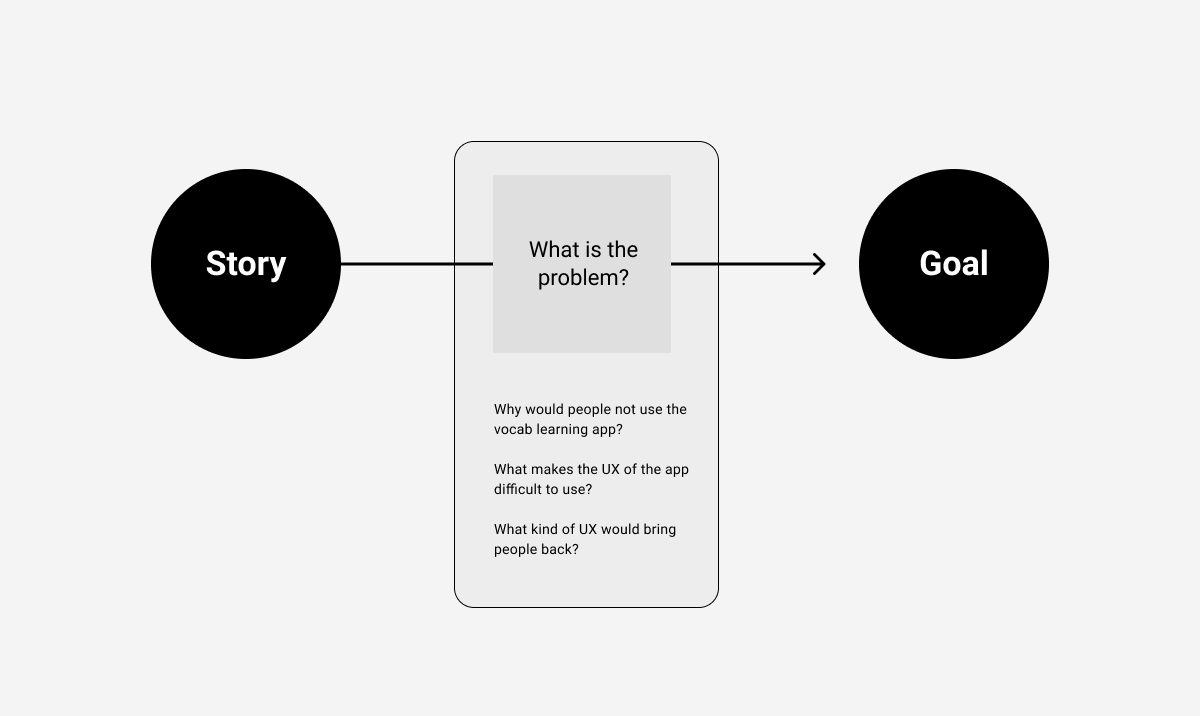 Story
What is the
problem?
Goal
Why would people not use the
vocab learning app?
What makes the UX of the app
difficult to use?
What kind of UX would bring
people back?